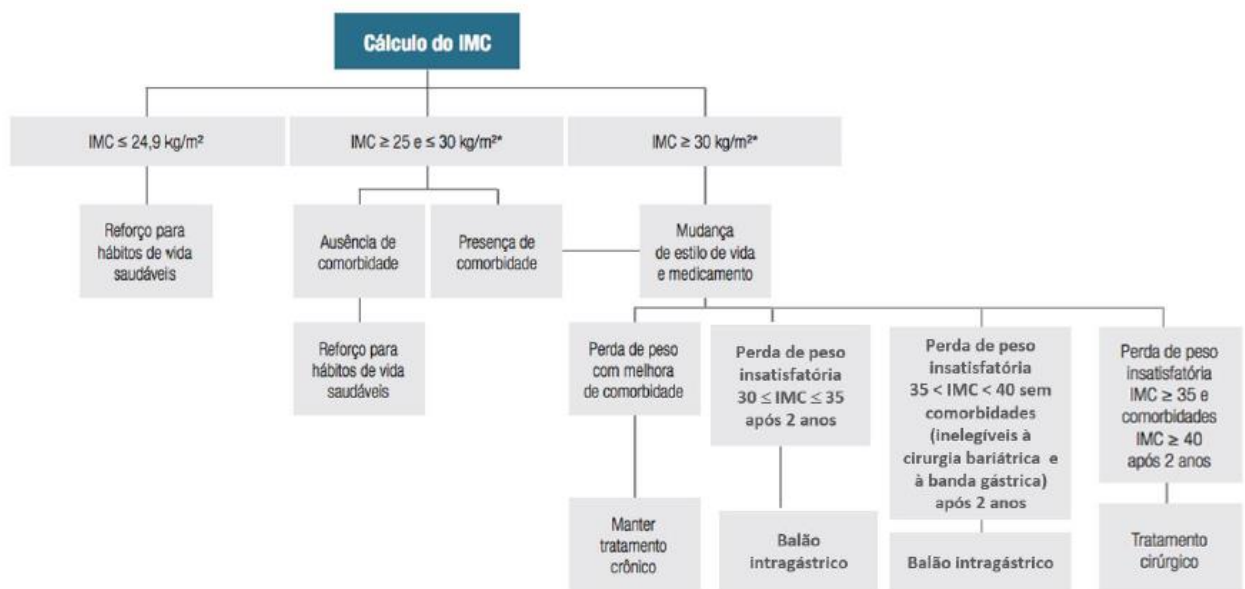 Cálculo do IMC
IMC ≤ 24,9 kg/m²
IMC ≥ 25 e ≤ 30 kg/m²*
IMC ≥ 30 kg/m²*
Reforço para
hábitos de vida
saudáveis
Ausência de
comorbidade
Presença de
comorbidade
Mudança
de estilo de vida
e medicamento
Reforço para
hábitos de vida
saudáveis
Perda de peso
com melhora
de comorbidade
Perda de peso
insatisfatória
30 ≤ IMC ≤ 35
após 2 anos
Perda de peso
insatisfatória
35 < IMC < 40 sem
comorbidades
(inelegíveis à
cirurgia bariátrica e
à banda gástrica)
após 2 anos
Perda de peso
insatisfatória
IMC ≥ 35 e
comorbidades
IMC ≥ 40
após 2 anos
Manter
tratamento
crônico
Balão
intragástrico
Balão intragástrico
Tratamento
cirúrgico